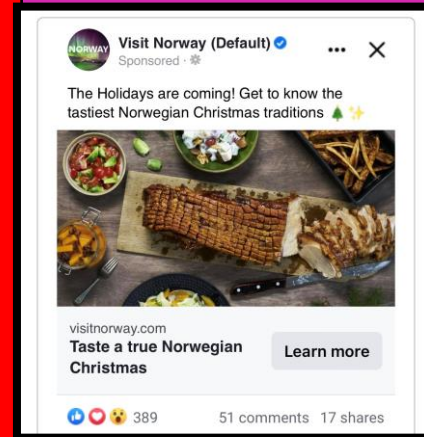 NORWAY
Visit Norway (Default)
Sponsored ·
The Holidays are coming! Get to know the
tastiest Norwegian Christmas traditions 🎄✨
visitnorway.com
Taste a true Norwegian
Christmas
Learn more
389
51 comments 17 shares